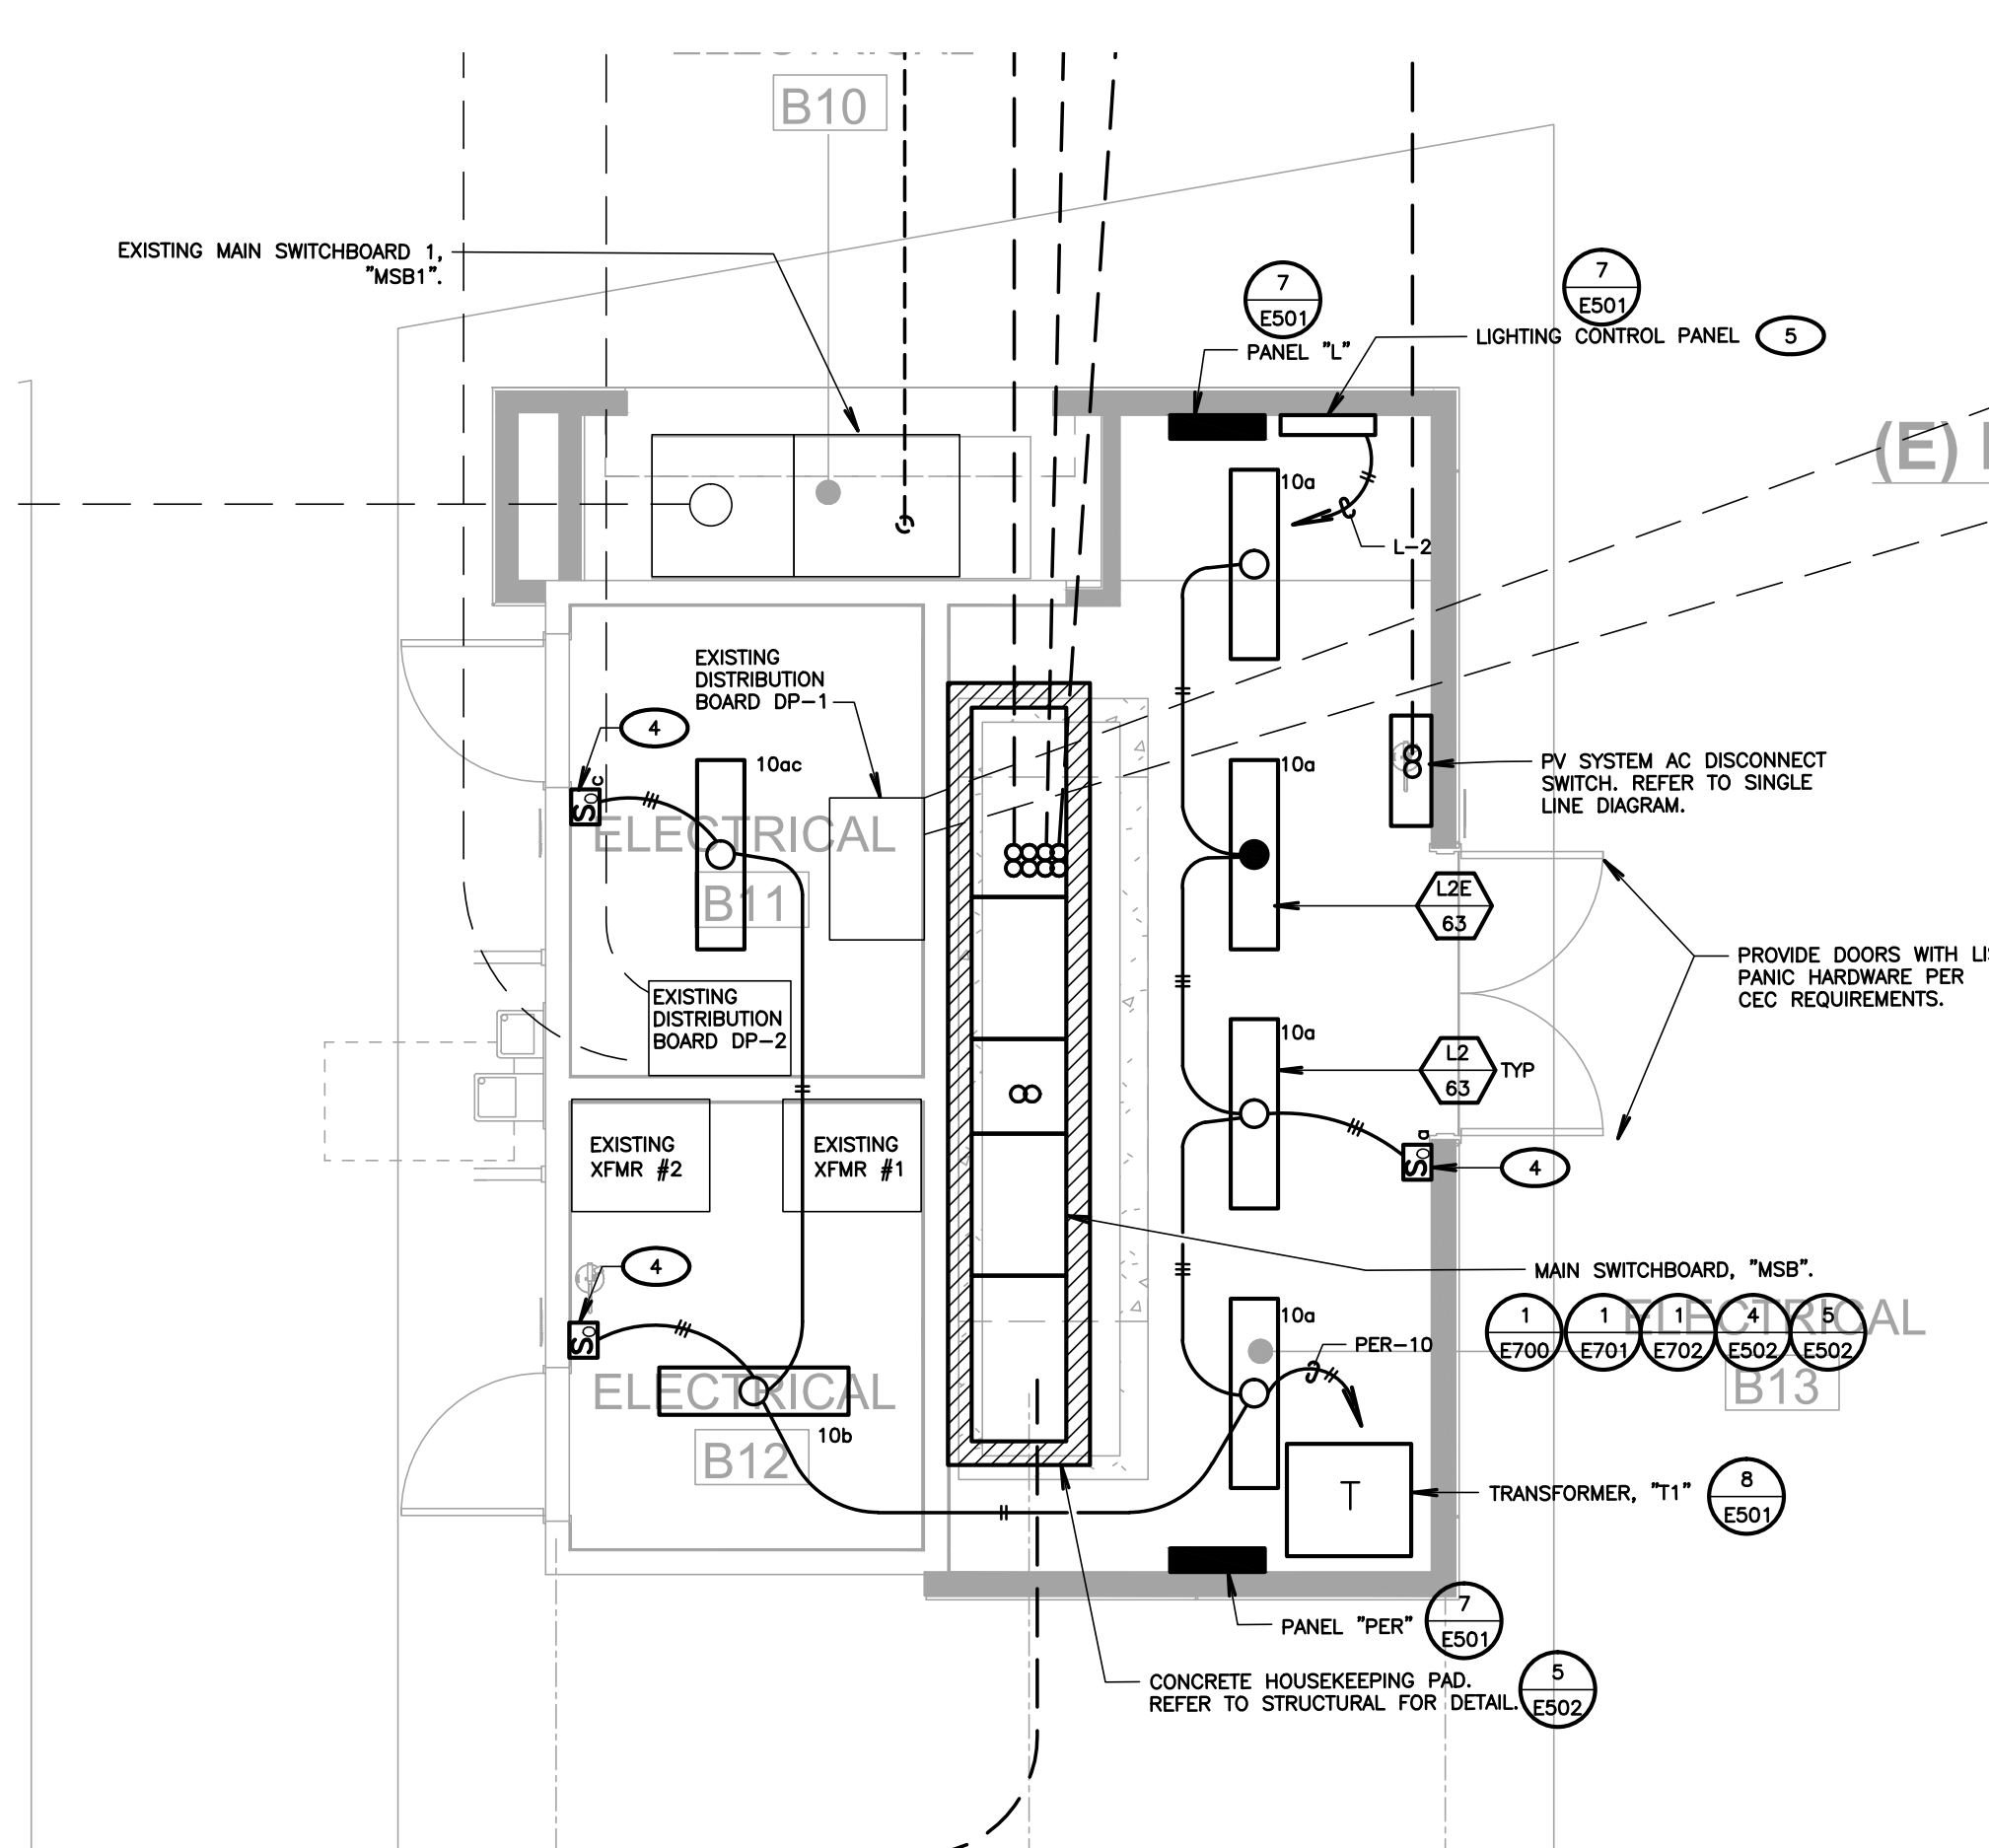 B10
EXISTING MAIN SWITCHBOARD 1,
"MSB1".
7
E501
PANEL "L"
7
E501
LIGHTING CONTROL PANEL
5
(E)
10a
L-2
EXISTING
DISTRIBUTION
BOARD DP-1
4
c
So
10ac
ELECTRICAL
B11
10a
PV SYSTEM AC DISCONNECT
SWITCH. REFER TO SINGLE
LINE DIAGRAM.
L2E
63
PROVIDE DOORS WITH
PANIC HARDWARE PER
CEC REQUIREMENTS.
EXISTING
DISTRIBUTION
BOARD DP-2
10a
L2
63
TYP
EXISTING
XFMR #2
EXISTING
XFMR #1
a
So
4
4
So
MAIN SWITCHBOARD, "MSB".
1
E700
1
E701
1
E702
4
E502
5
E502
ELECTRICAL
B13
10a
PER-10
ELECTRICAL
10b
B12
T
TRANSFORMER, "T1"
8
E501
PANEL "PER"
7
E501
CONCRETE HOUSEKEEPING PAD.
REFER TO STRUCTURAL FOR DETAIL.
5
E502